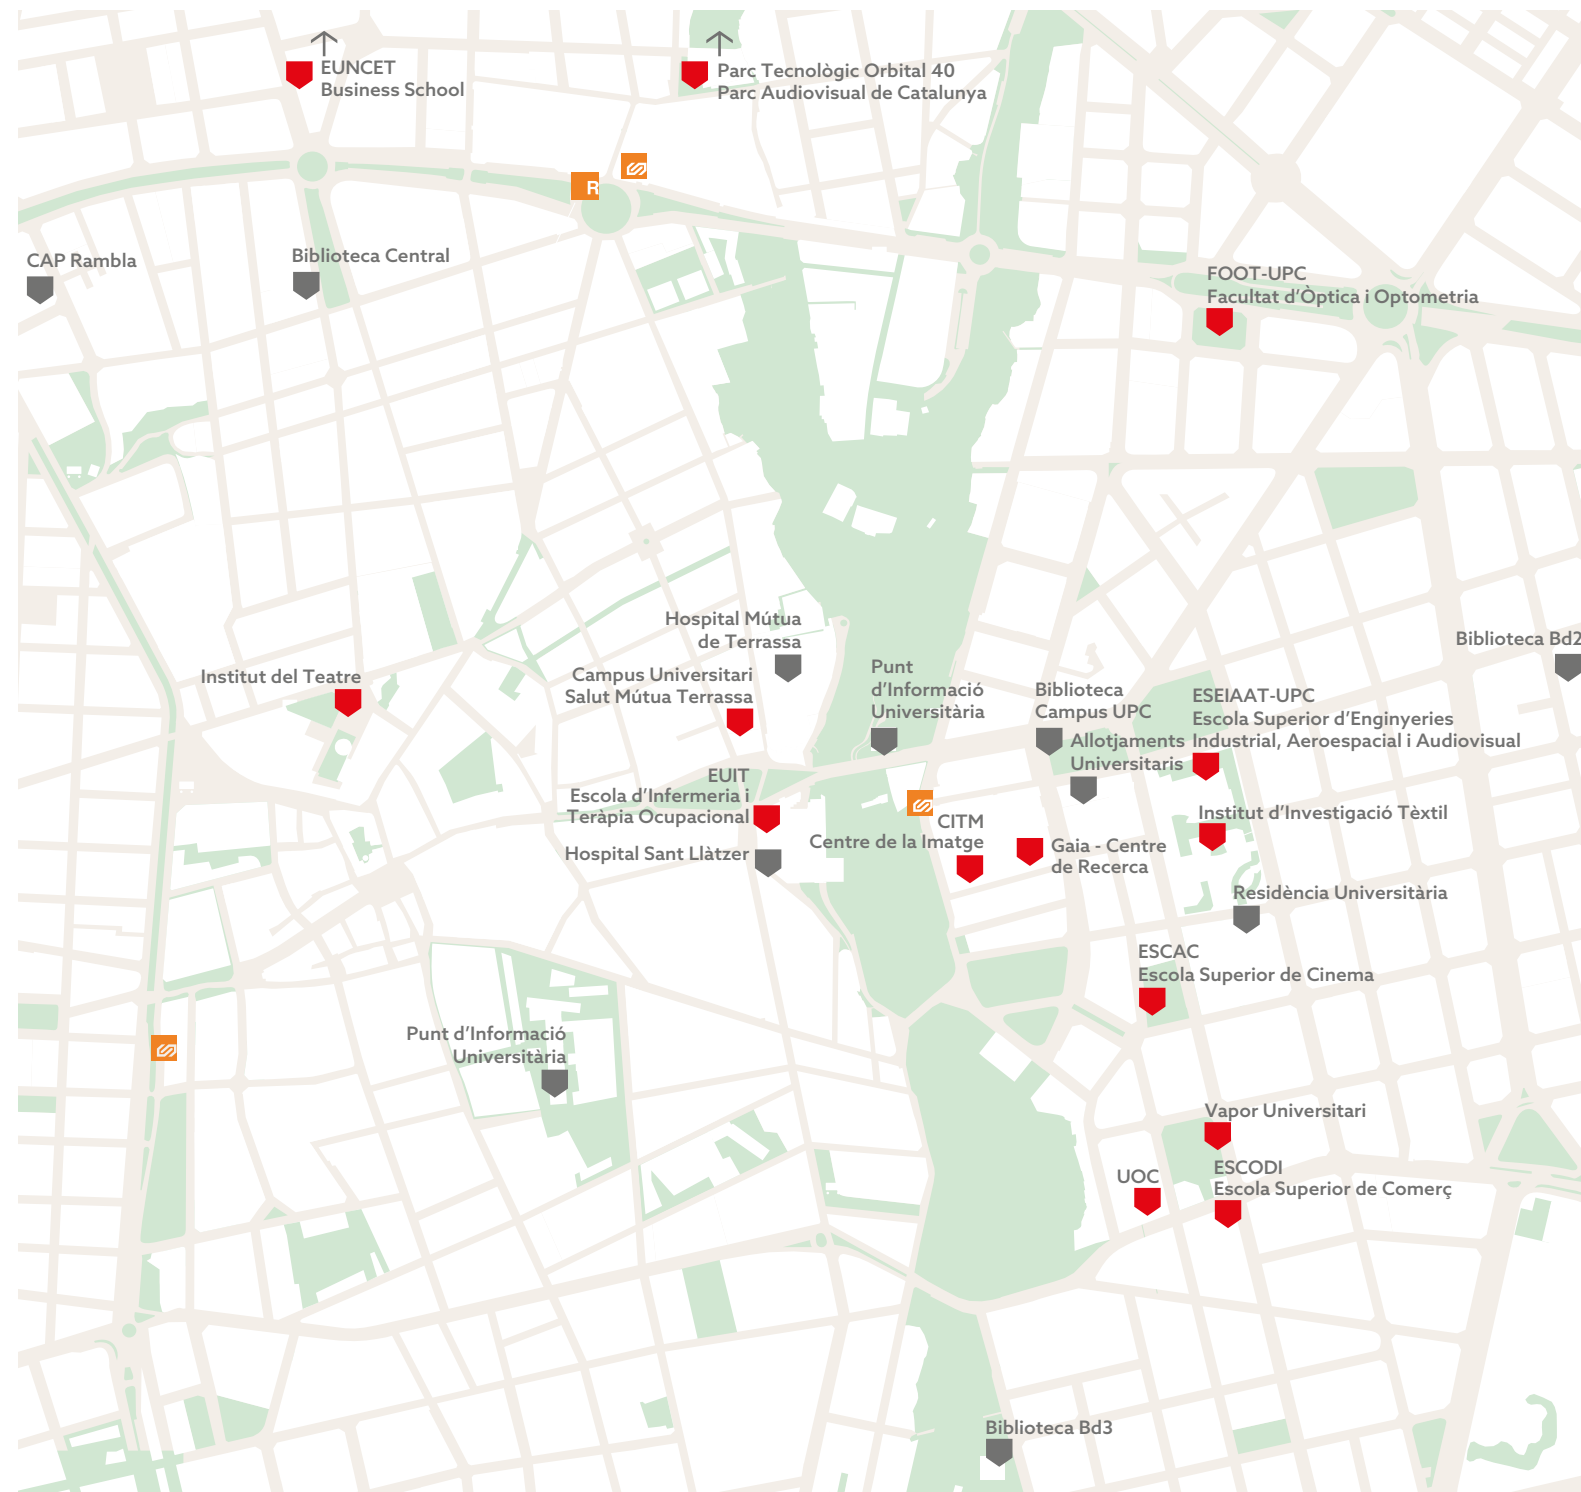 EUNCET
Business School
Parc Tecnològic Orbital 40
Parc Audiovisual de Catalunya
R
CAP Rambla
Biblioteca Central
FOOT-UPC
Facultat d’Òptica i Optometria
Hospital Mútua
de Terrassa
Biblioteca Bd2
Institut del Teatre
Campus Universitari
Salut Mútua Terrassa
Punt
d’Informació
Universitària
Biblioteca
Campus UPC
ESEIAAT-UPC
Escola Superior d’Enginyeries
Industrial, Aeroespacial i Audiovisual
Allotjaments
Universitaris
EUIT
Escola d’Infermeria i
Teràpia Ocupacional
CITM
Centre de la Imatge
Institut d’Investigació Tèxtil
Hospital Sant Llàtzer
Gaia - Centre
de Recerca
Residència Universitària
ESCAC
Escola Superior de Cinema
Punt d’Informació
Universitària
Vapor Universitari
UOC
ESCODI
Escola Superior de Comerç
Biblioteca Bd3